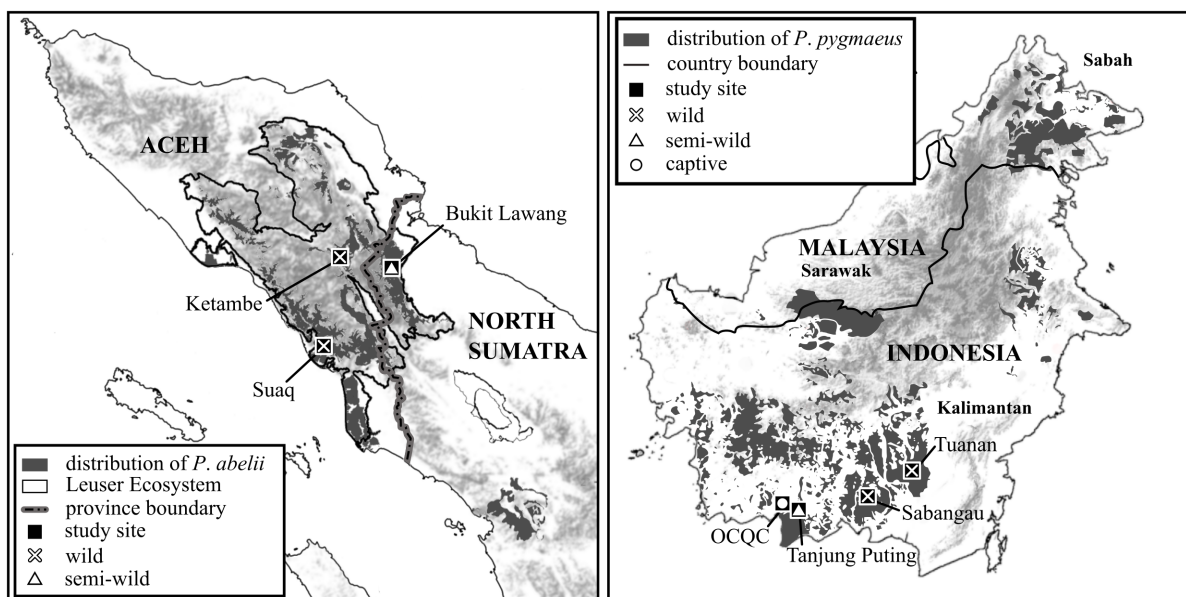 ACEH
Bukit Lawang
Ketambe
NORTH
SUMATRA
Suaq
distribution of P. abelii
Leuser Ecosystem
province boundary
study site
wild
semi-wild
distribution of P. pygmaeus
country boundary
study site
wild
semi-wild
captive
Sabah
MALAYSIA
Sarawak
INDONESIA
Kalimantan
Tuanan
Sabangau
OCQC
Tanjung Puting